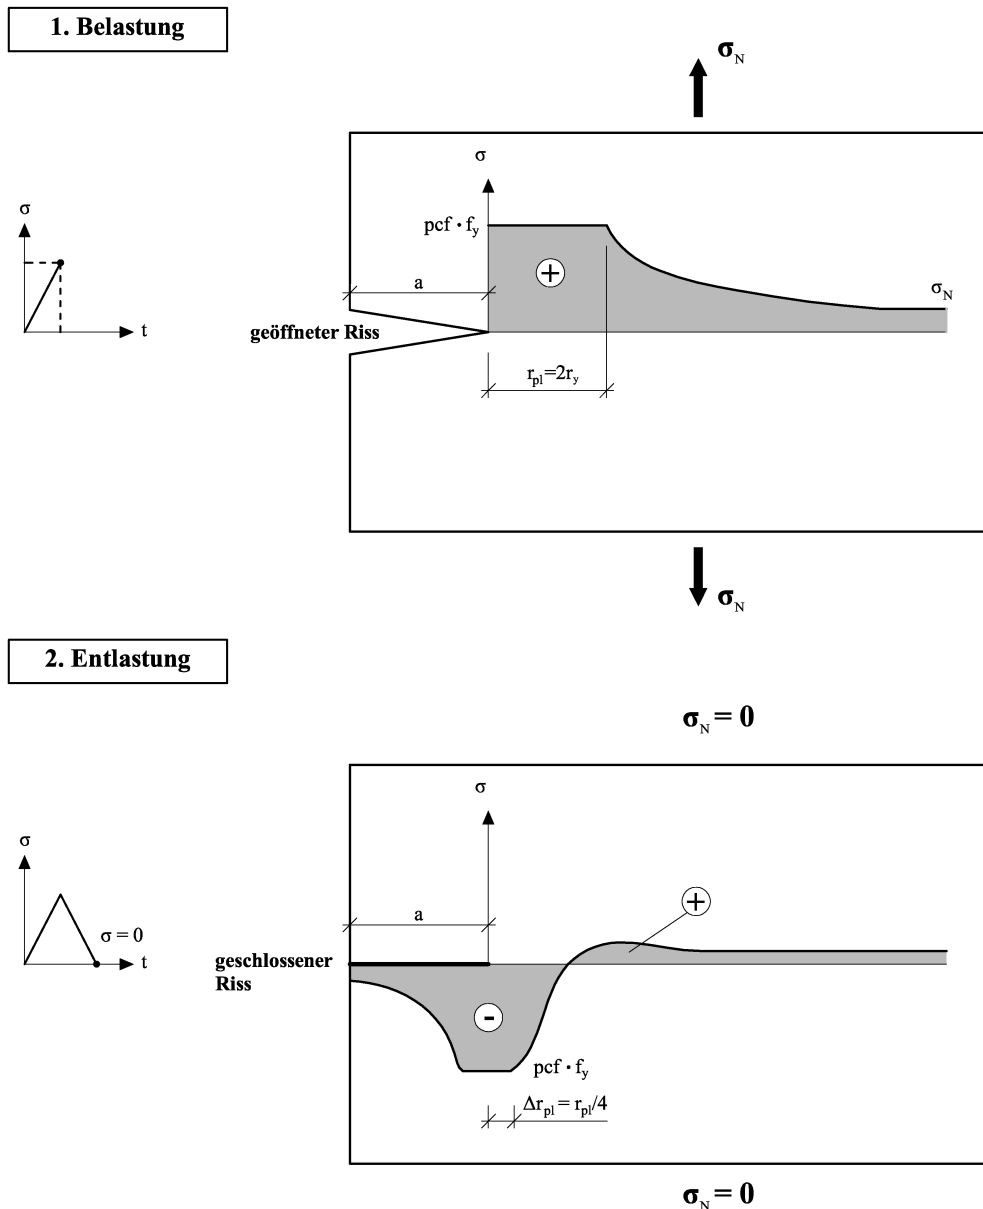 1. Belastung
σN
σ
pcf · fy
σ
a
+
σN
t
geöffneter Riss
rpl=2ry
σN
2. Entlastung
σN = 0
σ
σ
a
+
σ = 0
t
geschlossener
Riss
-
pcf · fy
Δrpl = rpl/4
σN = 0